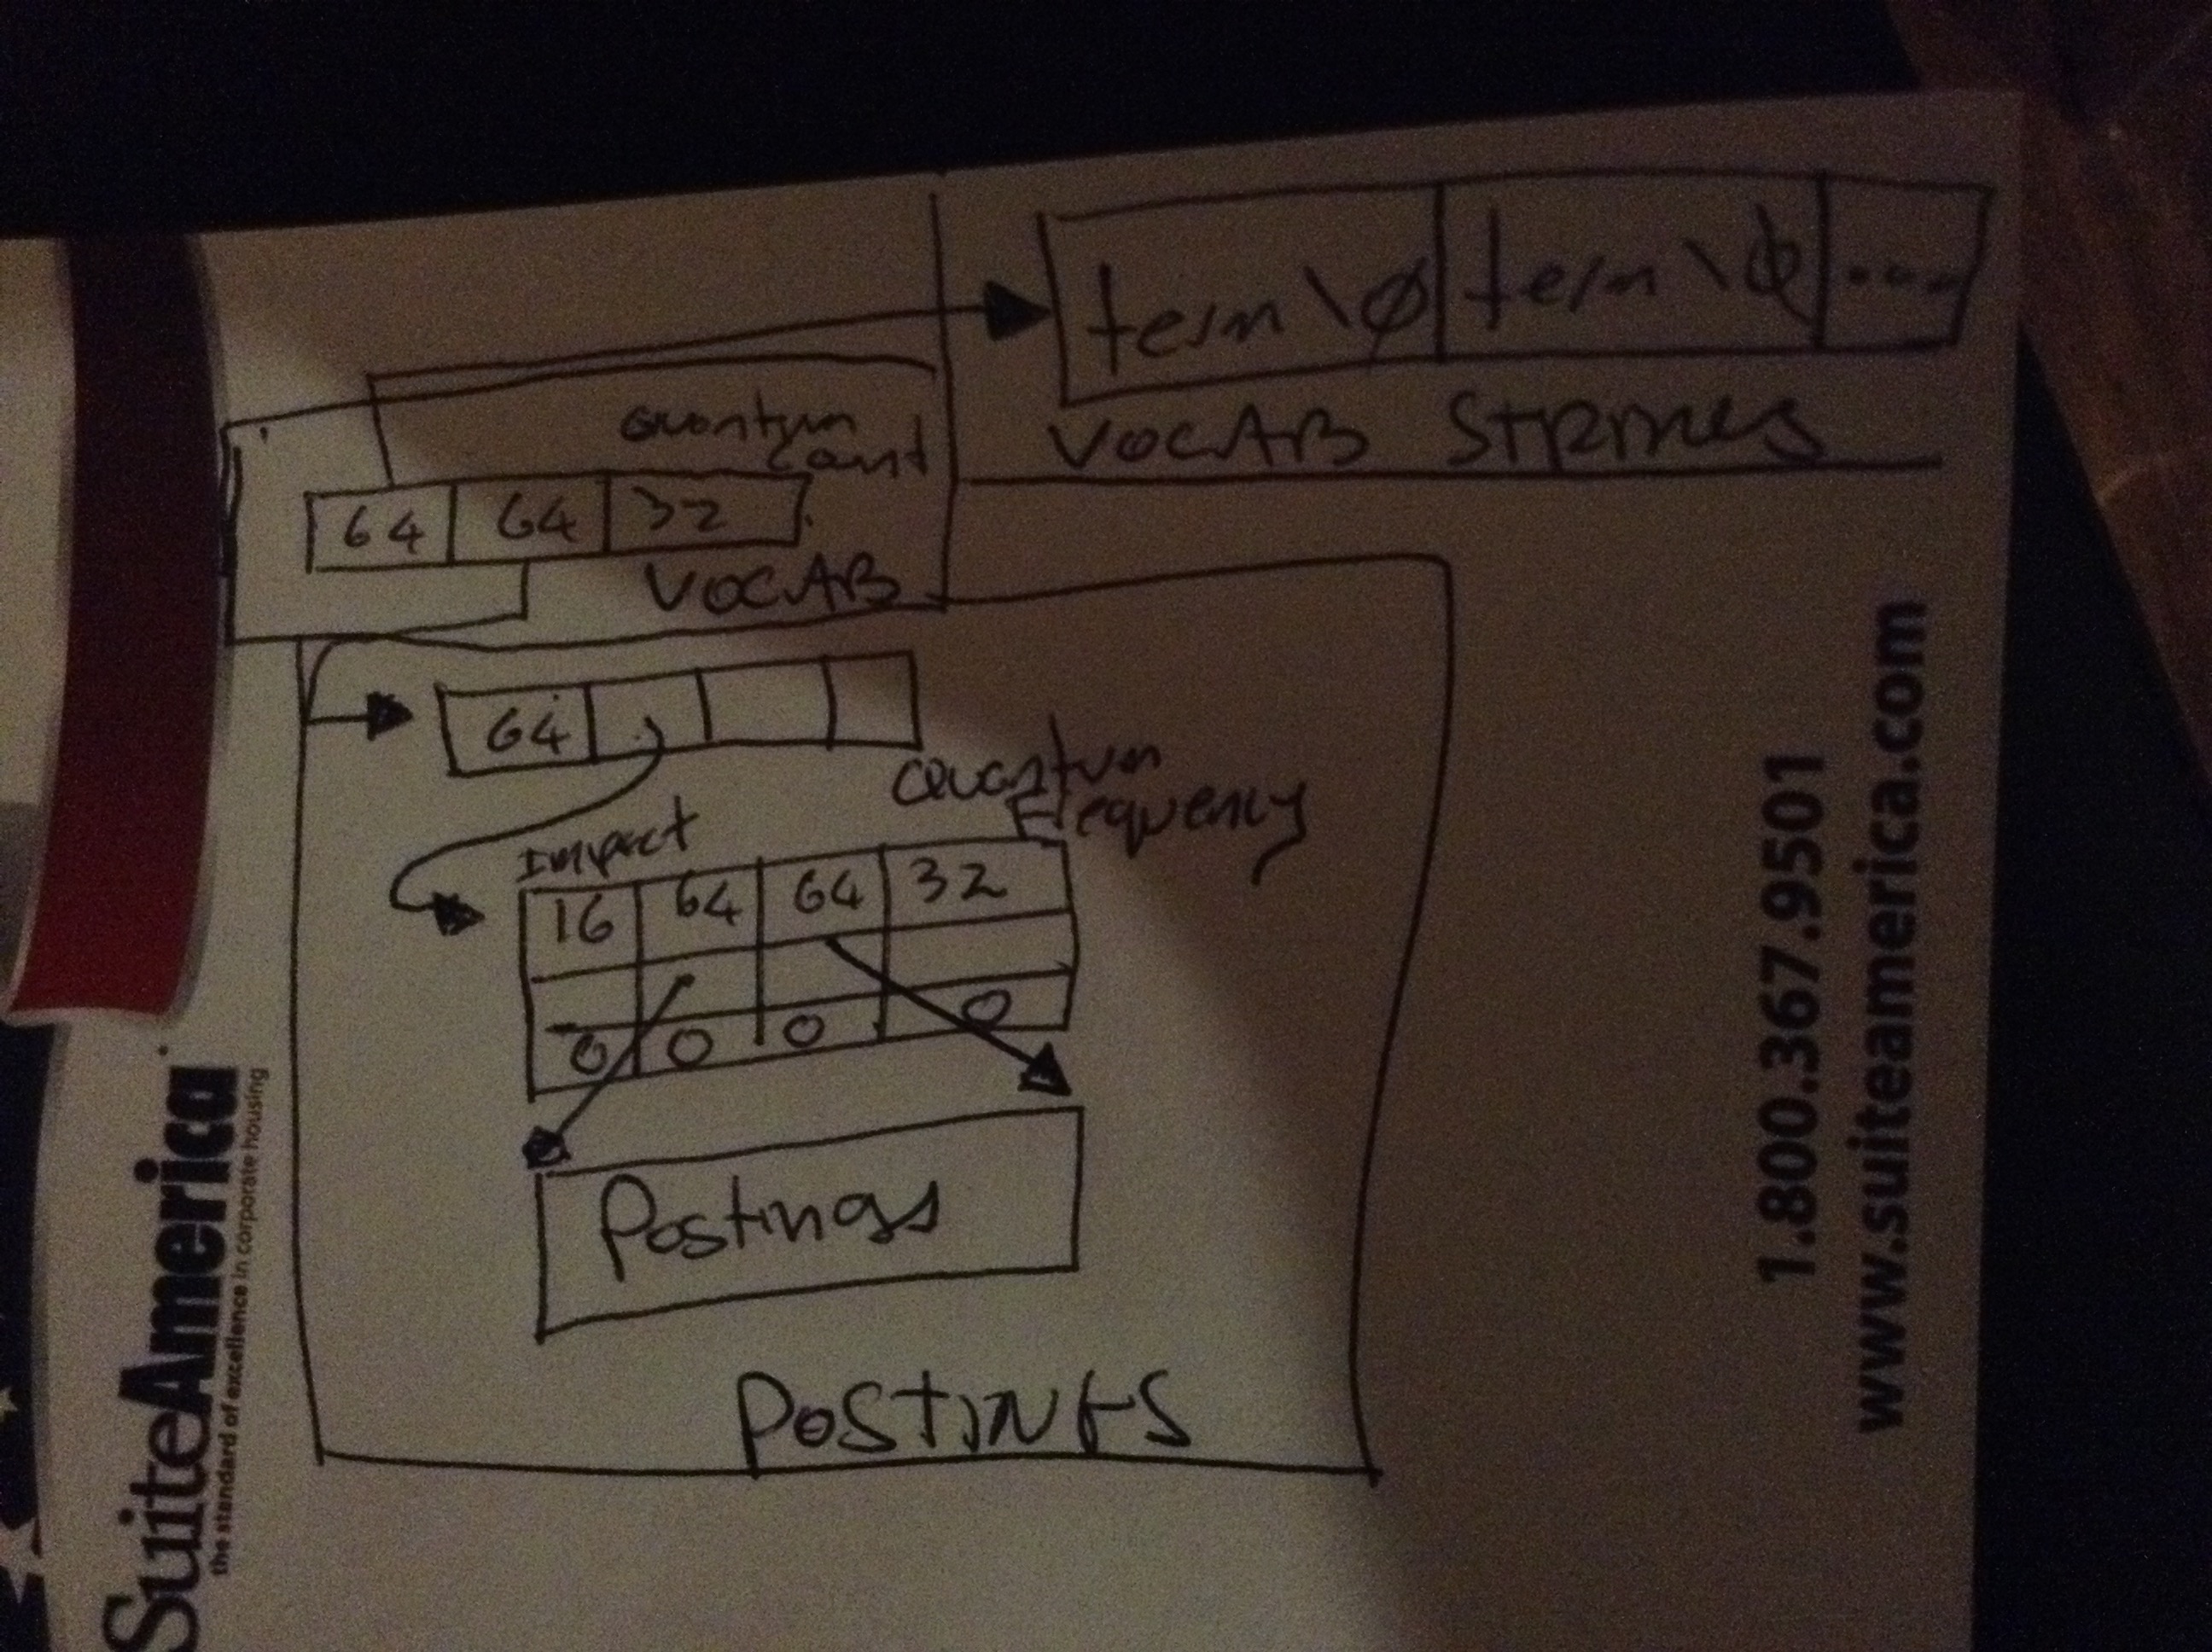 term\0 term\0 ....
VOCAB STRINGS
Quantum
Count
64 64 32
VOCAB
64
Quantum
Frequency
Impact
16 64 64 32
0 0 0 0
Postings
POSTINGS
SuiteAmerica
the standard of excellence in corporate housing
1.800.367.9501
www.suiteamerica.com